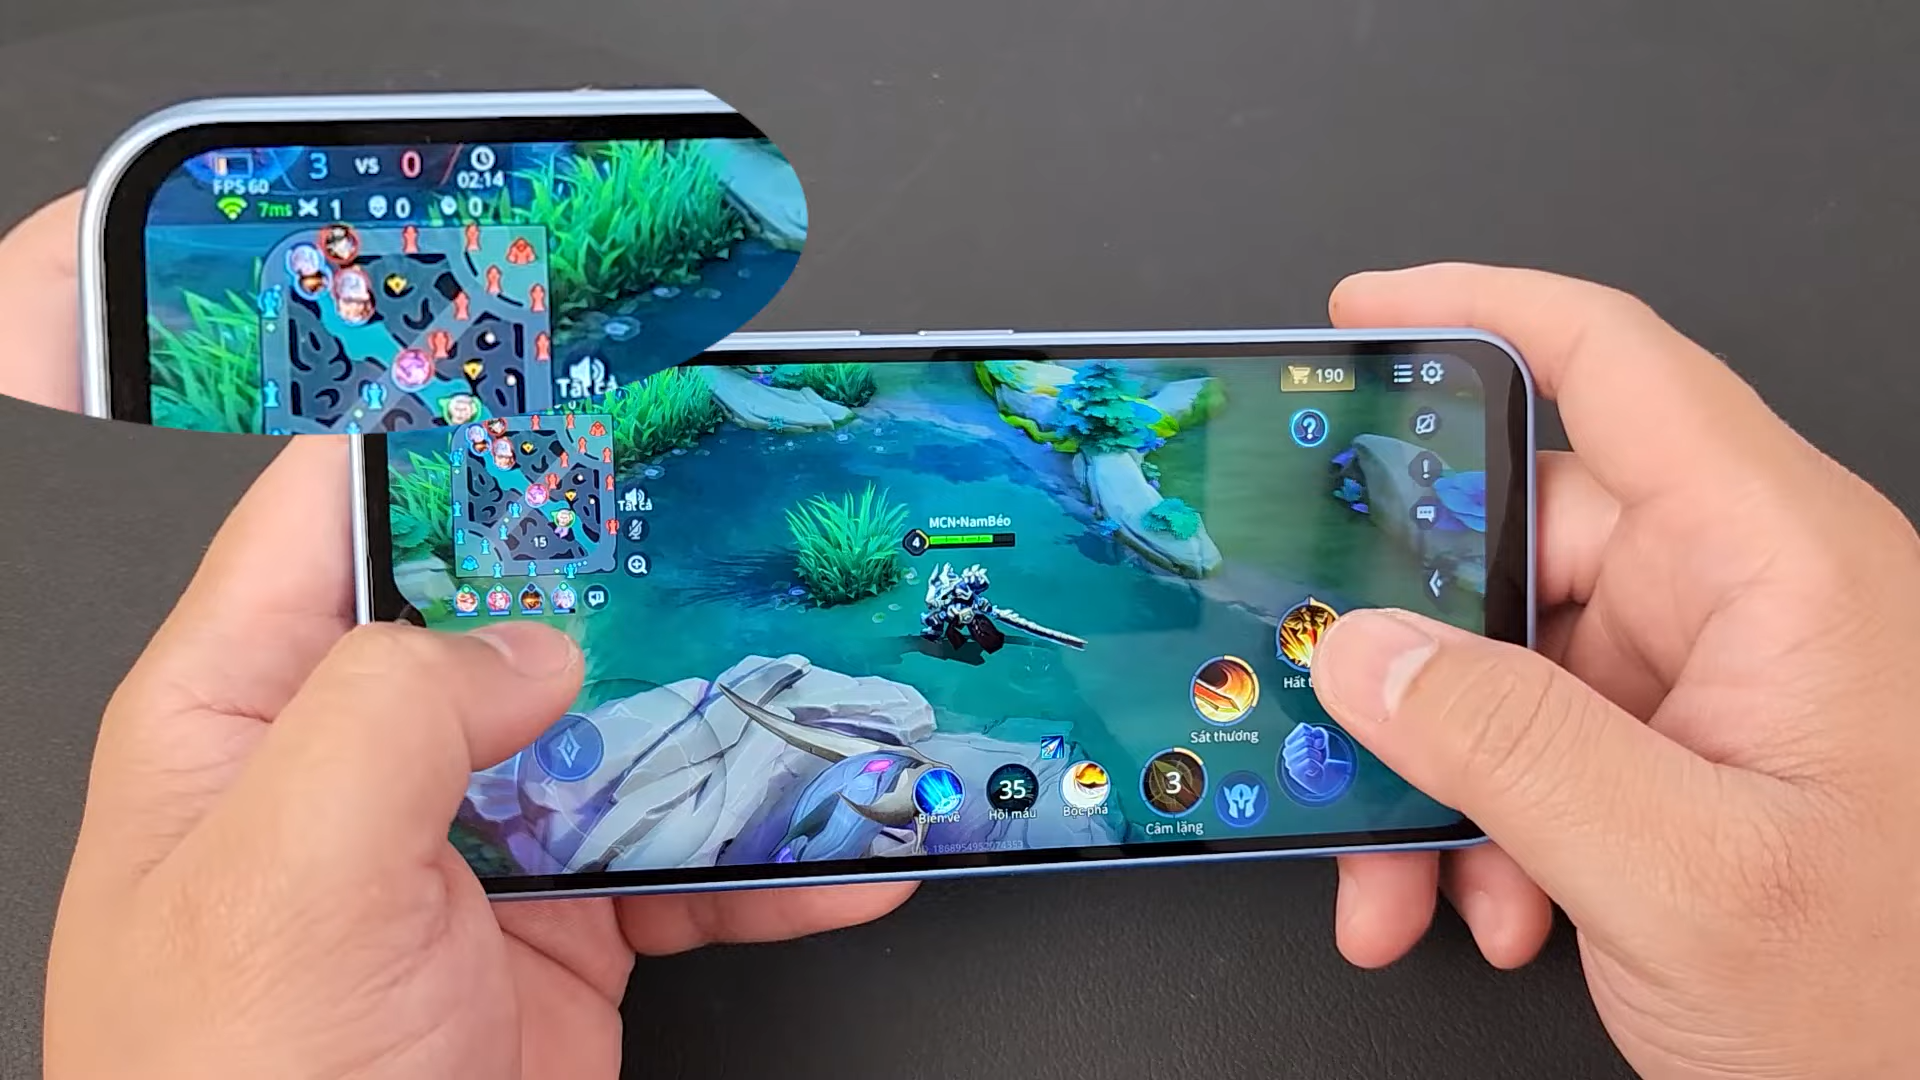 3 vs 0
FPS 60
02:14
7ms 1 0 0
Tất cả
190
Tất cả
MCN•NamBéo
4
15
Hất t
Sát thương
35
3
Biến về
Hồi máu
Bộc phá
Câm lặng